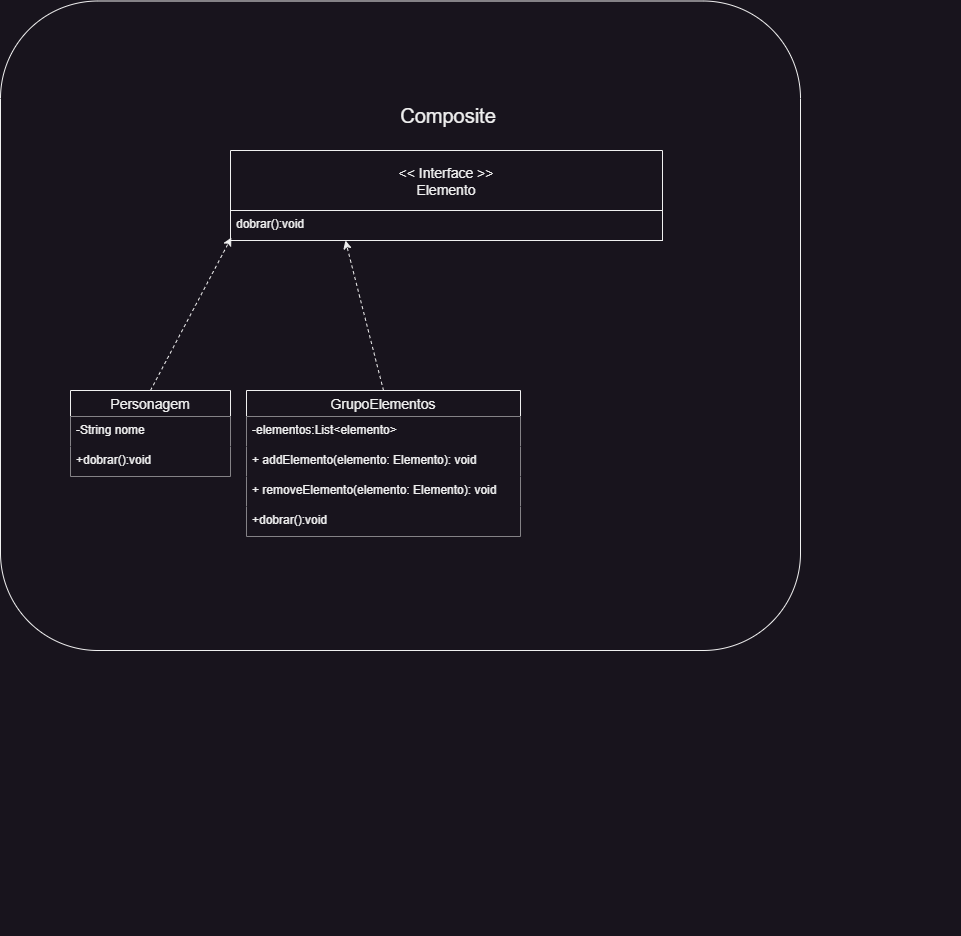 Composite
<< Interface >>
Elemento
dobrar():void
Personagem
-String nome
+dobrar():void
GrupoElementos
-elementos:List<elemento>
+ addElemento(elemento: Elemento): void
+ removeElemento(elemento: Elemento): void
+dobrar():void